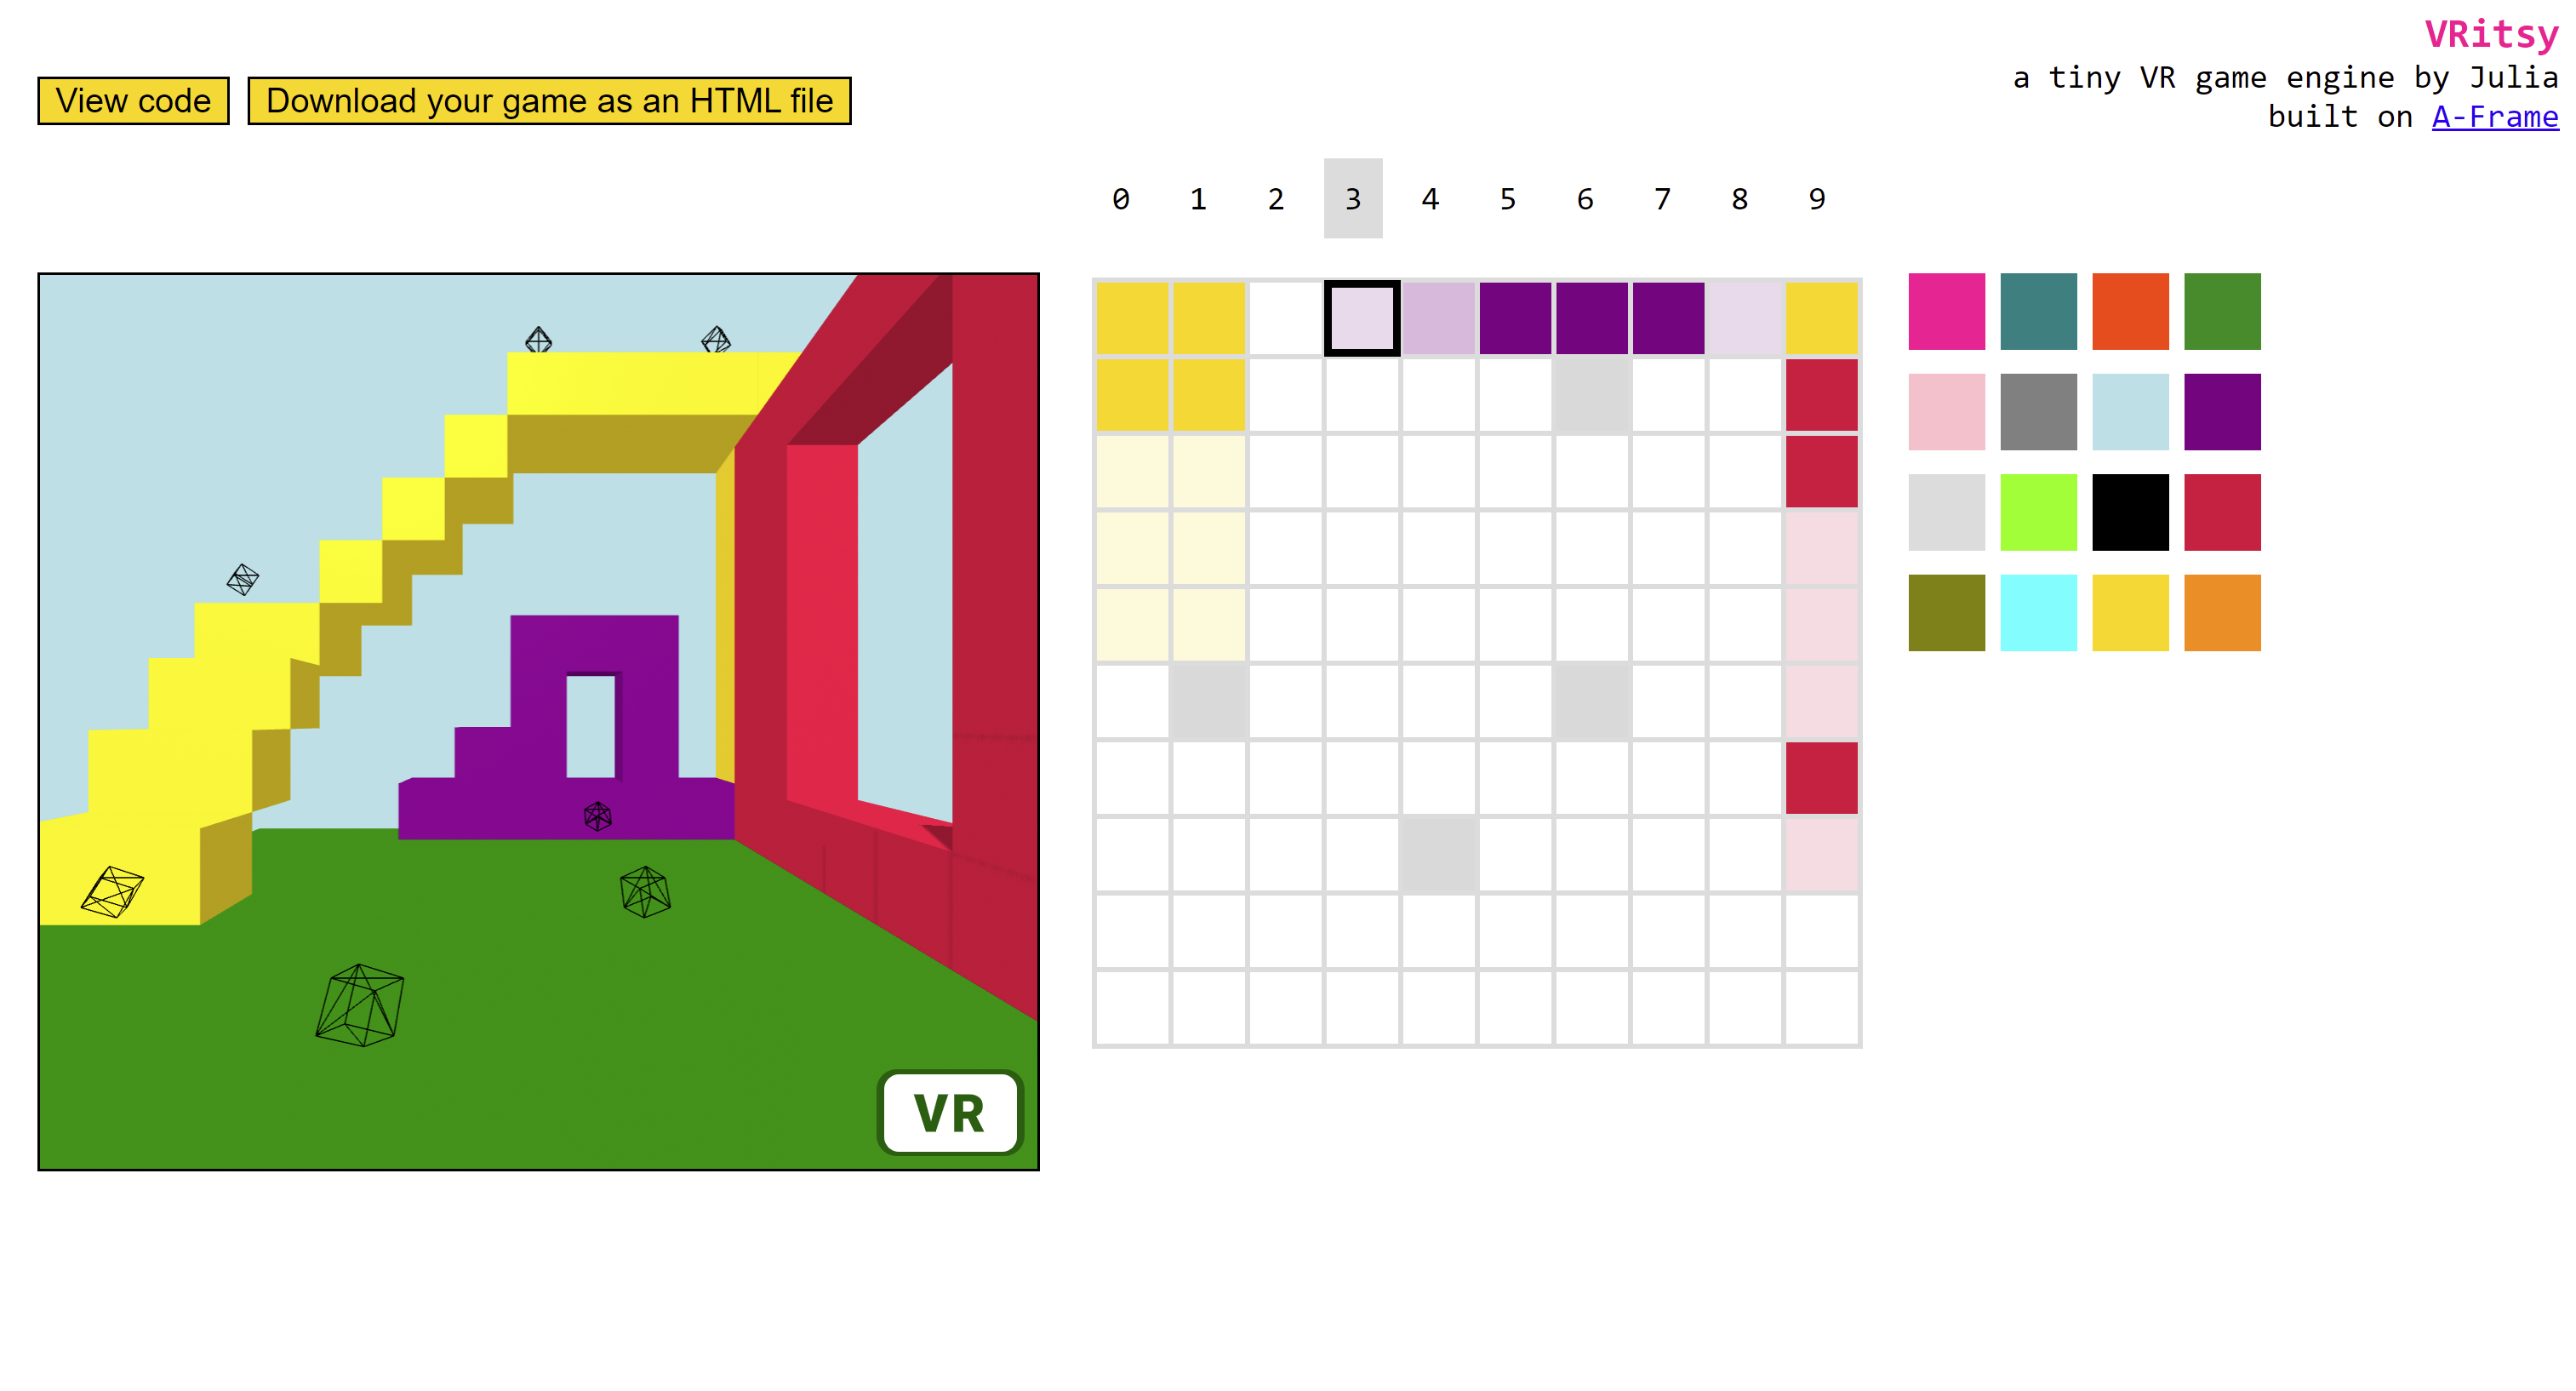 VRitsy
a tiny VR game engine by Julia
built on A-Frame
View code
Download your game as an HTML file
0 1 2 3 4 5 6 7 8 9
VR